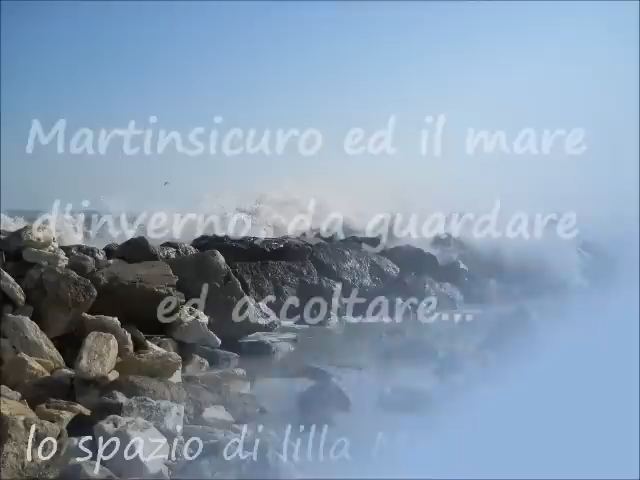 Martinsicuro ed il mare
d'inverno, da guardare
ed ascoltare...
lo spazio di lilla